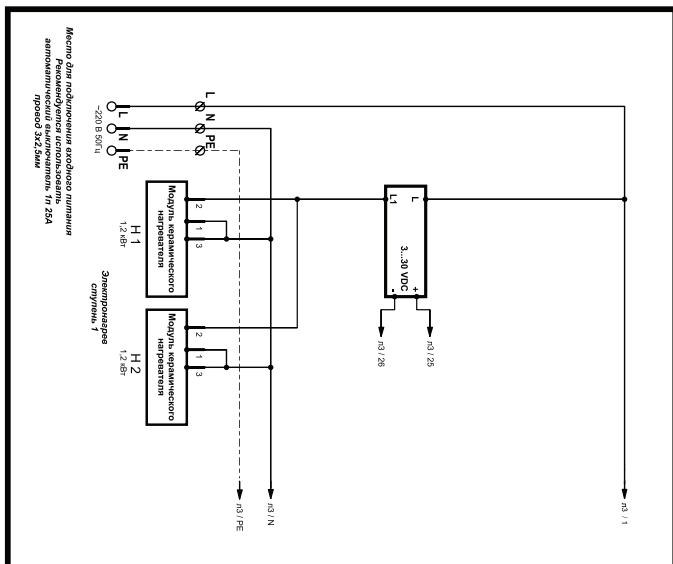 Место для подключения входного питания
Рекомендуется использовать
автоматический выключатель 1п 25А
провод 3х2,5мм
~220 В 50Гц
L
N
PE
L
N
PE
Модуль керамического
нагревателя
2
1
3
Н 1
1,2 кВт
Электронагрев
ступень 1
Модуль керамического
нагревателя
2
1
3
Н 2
1,2 кВт
L1
L
3...30 VDC
-
+
л3 / 26
л3 / 25
л3 / PE
л3 / N
л3 / 1